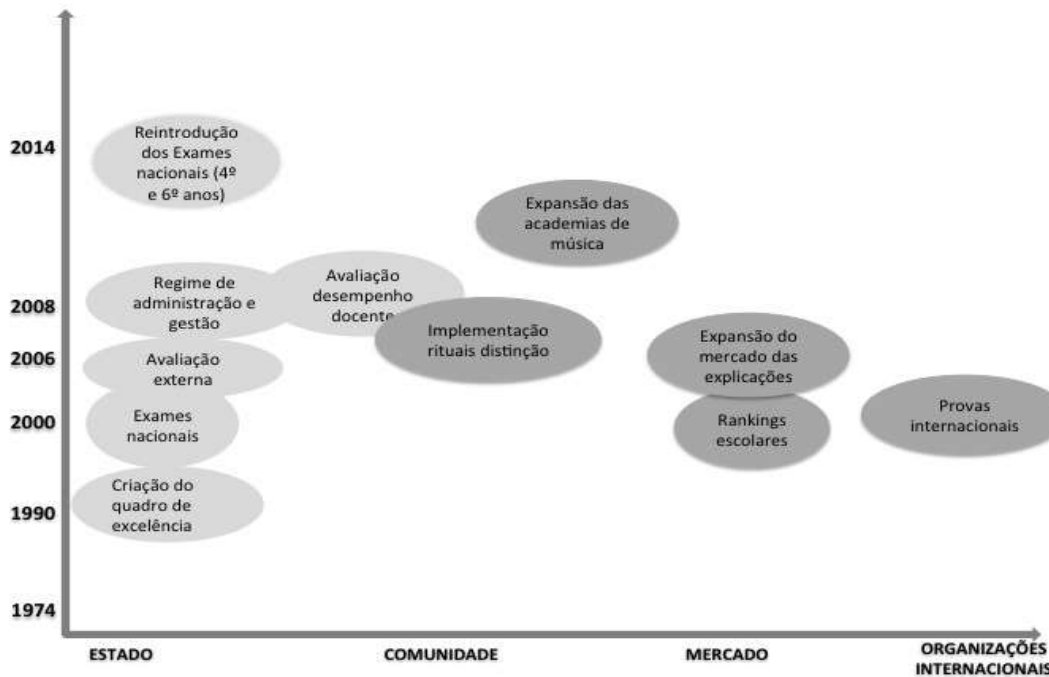 2014
Reintrodução
dos Exames
nacionais (4º
e 6º anos)
Expansão das
academias de
música
2008
Regime de
administração e
gestão
Avaliação
desempenho
docente
Implementação
rituais distinção
Expansão do
mercado das
explicações
2006
Avaliação
externa
2000
Exames
nacionais
Rankings
escolares
Provas
internacionais
1990
Criação do
quadro de
excelência
1974
ESTADO
COMUNIDADE
MERCADO
ORGANIZAÇÕES
INTERNACIONAIS